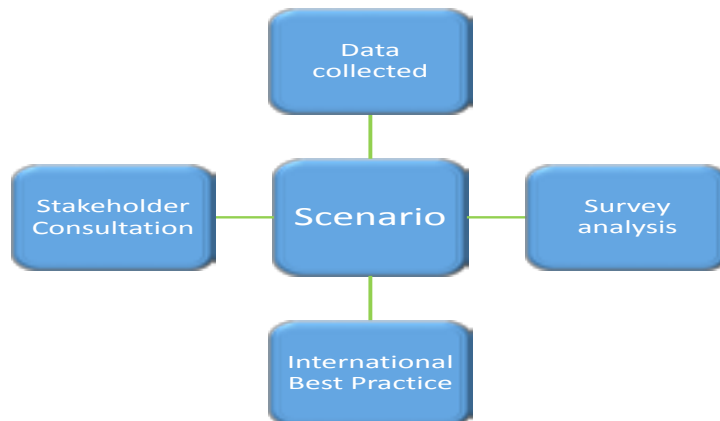 Data
collected
Stakeholder
Consultation
Scenario
Survey
analysis
International
Best Practice